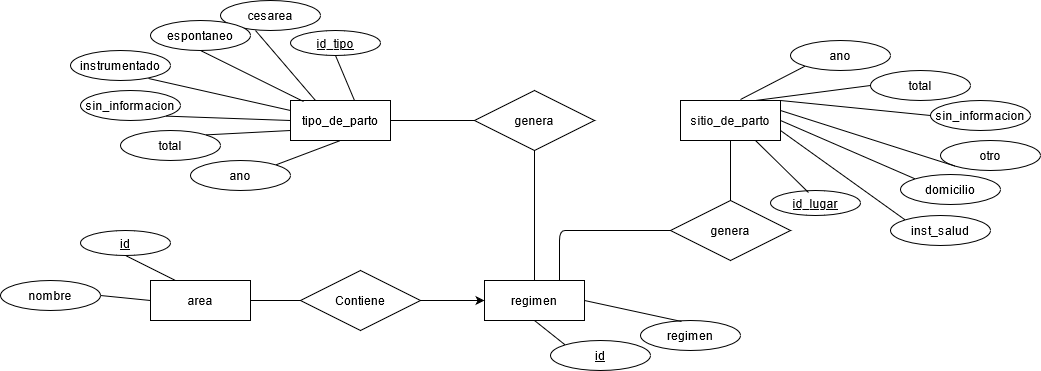 cesarea
espontaneo
id_tipo
instrumentado
ano
total
sin_informacion
sin_informacion
tipo_de_parto
genera
sitio_de_parto
total
otro
ano
domicilio
id_lugar
genera
inst_salud
id
nombre
area
Contiene
regimen
regimen
id